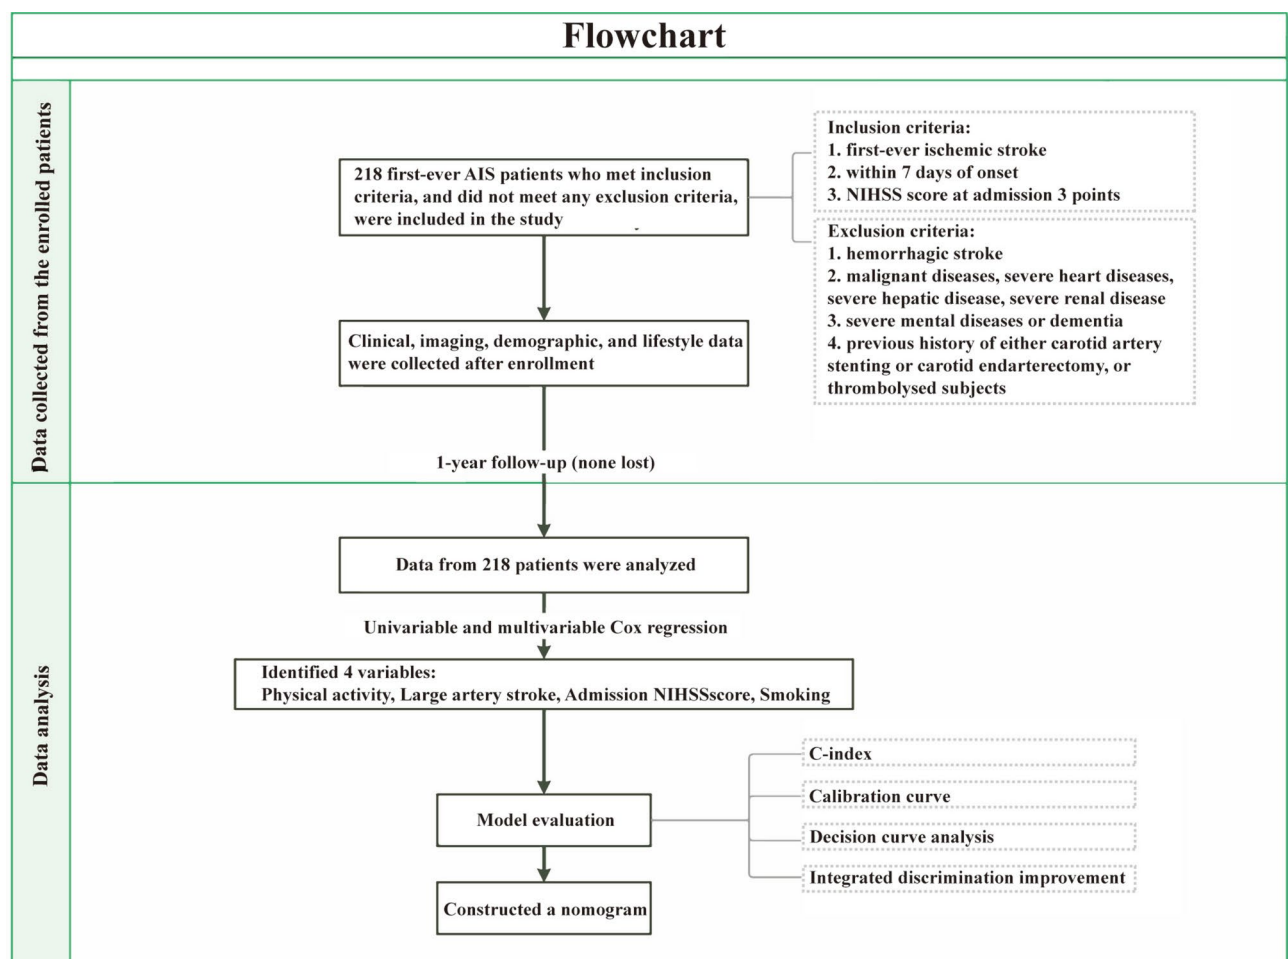 Flowchart
Data collected from the enrolled patients
218 first-ever AIS patients who met inclusion
criteria, and did not meet any exclusion criteria,
were included in the study
Inclusion criteria:
1. first-ever ischemic stroke
2. within 7 days of onset
3. NIHSS score at admission 3 points
Exclusion criteria:
1. hemorrhagic stroke
2. malignant diseases, severe heart diseases,
severe hepatic disease, severe renal disease
3. severe mental diseases or dementia
4. previous history of either carotid artery
stenting or carotid endarterectomy, or
thrombolysed subjects
Clinical, imaging, demographic, and lifestyle data
were collected after enrollment
1-year follow-up (none lost)
Data analysis
Data from 218 patients were analyzed
Univariable and multivariable Cox regression
Identified 4 variables:
Physical activity, Large artery stroke, Admission NIHSSscore, Smoking
Model evaluation
C-index
Calibration curve
Decision curve analysis
Integrated discrimination improvement
Constructed a nomogram